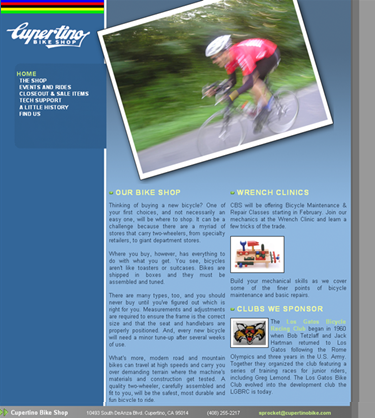 Cupertino
BIKE SHOP
HOME
THE SHOP
EVENTS AND RIDES
CLOSEOUT & SALE ITEMS
TECH SUPPORT
A LITTLE HISTORY
FIND US
OUR BIKE SHOP
Thinking of buying a new bicycle? One of
your first choices, and not necessarily an
easy one, will be where to shop. It can be a
challenge because there are a myriad of
stores that carry two-wheelers, from specialty
retailers, to giant department stores.
Where you buy, however, has everything to
do with what you get. You see, bicycles
aren't like toasters or suitcases. Bikes are
shipped in boxes and they must be
assembled and tuned.
There are many types, too, and you should
never buy until you've figured out which is
right for you. Measurements and adjustments
are required to ensure the frame is the correct
size and that the seat and handlebars are
properly positioned. And, every new bicycle
will need a minor tune-up after several weeks
of use.
What's more, modern road and mountain
bikes can travel at high speeds and carry you
over demanding terrain where the machine's
materials and construction get tested. A
quality two-wheeler, carefully assembled and
fit to you, will be the safest, most durable and
fun bicycle to ride.
WRENCH CLINICS
CBS will be offering Bicycle Maintenance &
Repair Classes starting in February. Join our
mechanics at the Wrench Clinic and learn a
few tricks of the trade.
Build your mechanical skills as we cover
some of the finer points of bicycle
maintenance and basic repairs.
CLUBS WE SPONSOR
The Los Gatos Bicycle
Racing Club began in 1960
when Bob Tetzlaff and Jack
Hartman returned to Los
Gatos following the Rome
Olympics and three years in the U.S. Army.
Together they organized the club featuring a
series of training races for junior riders,
including Greg Lemond. The Los Gatos Bike
Club evolved into the development club the
LGBRC is today.
Cupertino Bike Shop 10493 South DeAnza Blvd. Cupertino, CA 95014 (408) 255-2217 sprocket@cupertinobike.com